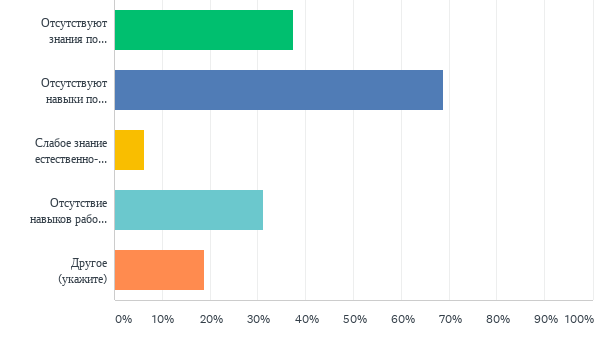 Отсутствуют
знания по...
Отсутствуют
навыки по...
Слабое знание
естественно-...
Отсутствие
навыков рабо...
Другое
(укажите)
0% 10% 20% 30% 40% 50% 60% 70% 80% 90% 100%